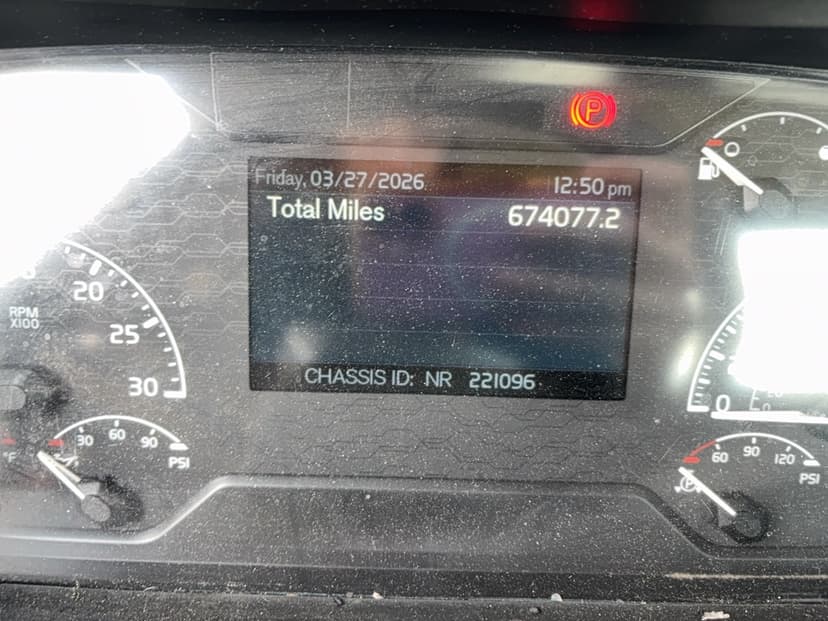 P
Friday, 03/27/2026 12:50 pm
Total Miles 674077.2
CHASSIS ID: NR 221096
20
25
30
RPM
X100
30 60 90
PSI
°F
0
60 90 120
PSI
P